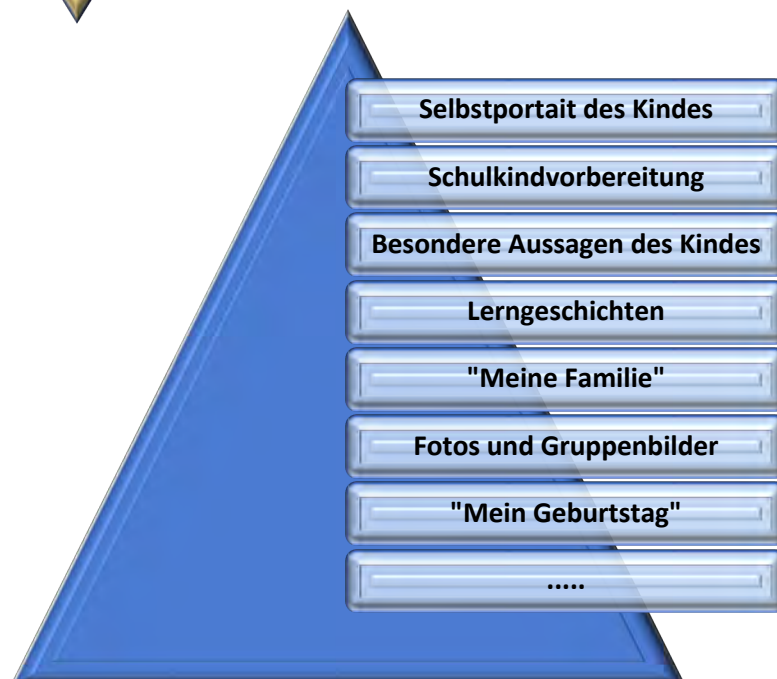 Selbstportait des Kindes
Schulkindvorbereitung
Besondere Aussagen des Kindes
Lerngeschichten
"Meine Familie"
Fotos und Gruppenbilder
"Mein Geburtstag"
.....